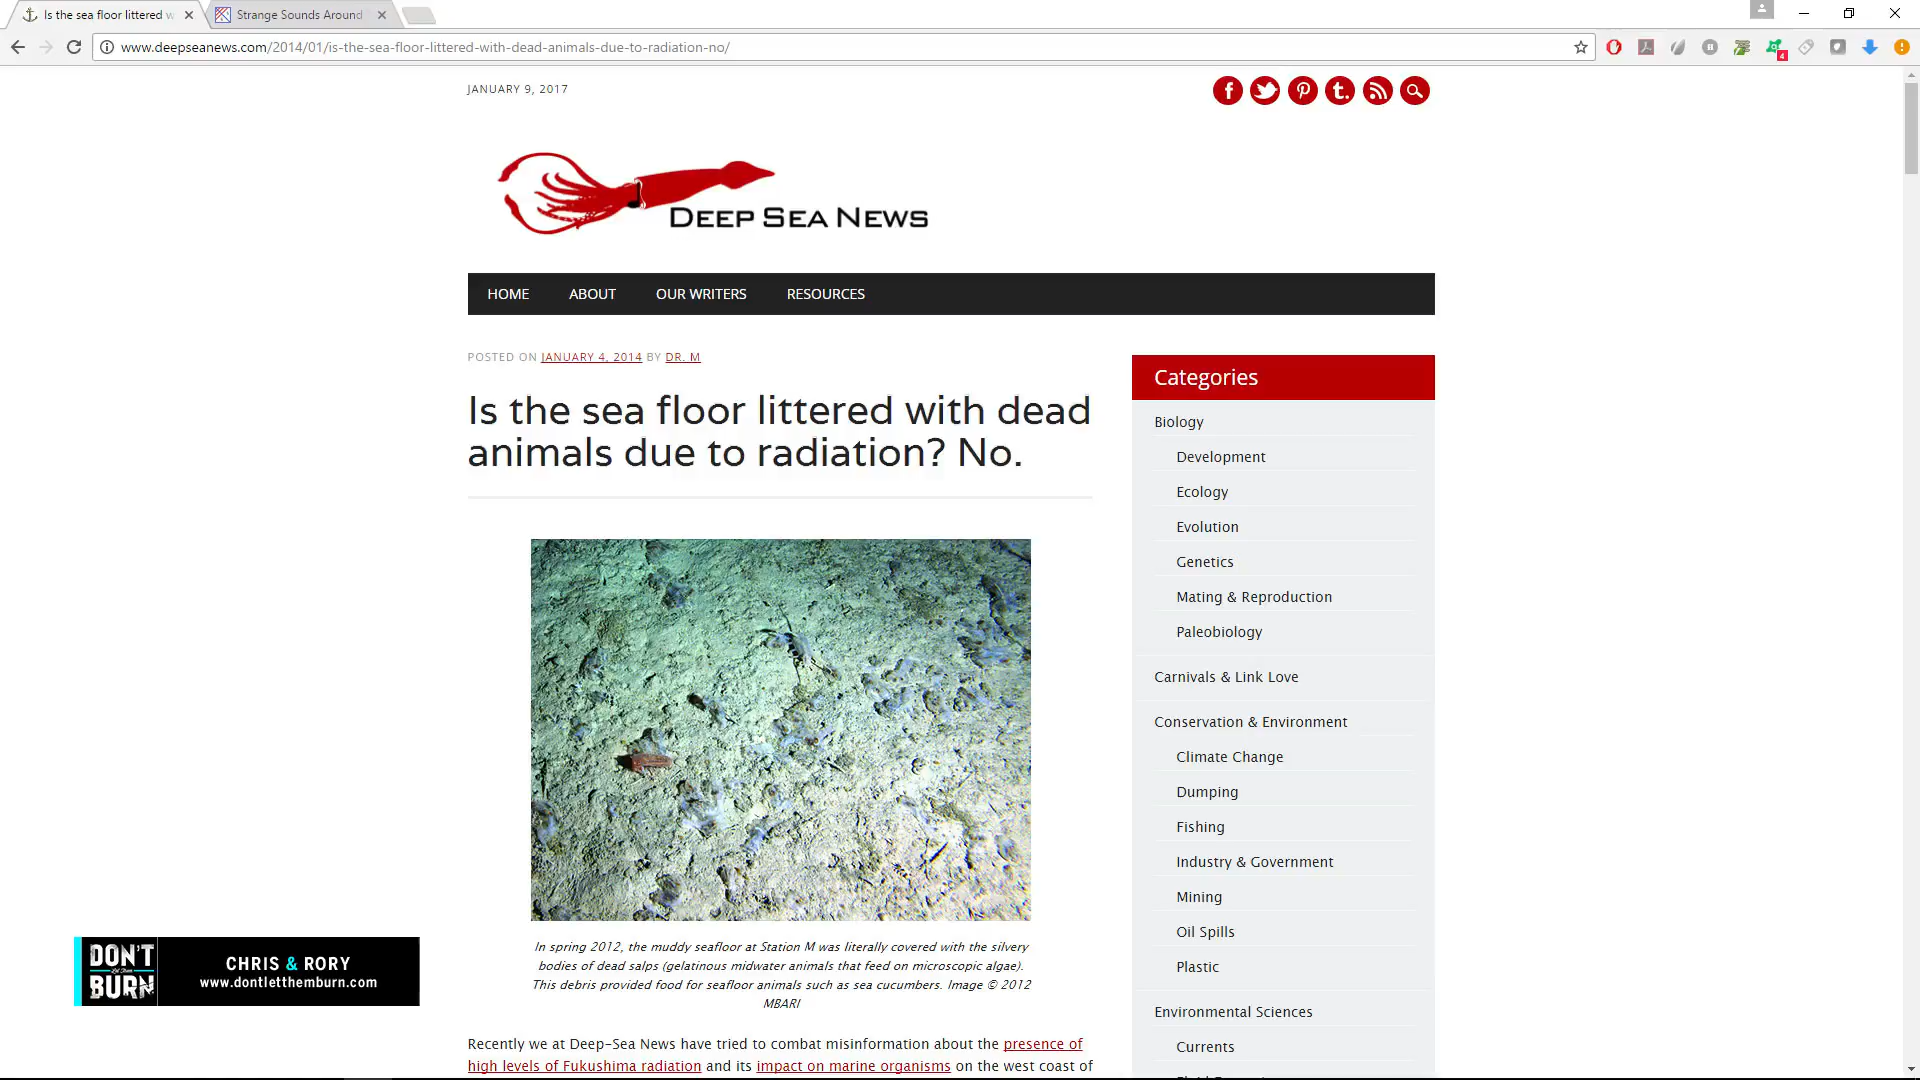 Is the sea floor littered w
Strange Sounds Around
www.deepseanews.com/2014/01/is-the-sea-floor-littered-with-dead-animals-due-to-radiation-no/
4
JANUARY 9, 2017
DEEP SEA NEWS
HOME ABOUT OUR WRITERS RESOURCES
POSTED ON JANUARY 4, 2014 BY DR. M
Is the sea floor littered with dead
animals due to radiation? No.
In spring 2012, the muddy seafloor at Station M was literally covered with the silvery
bodies of dead salps (gelatinous midwater animals that feed on microscopic algae).
This debris provided food for seafloor animals such as sea cucumbers. Image © 2012
MBARI
Recently we at Deep-Sea News have tried to combat misinformation about the presence of
high levels of Fukushima radiation and its impact on marine organisms on the west coast of
Categories
Biology
Development
Ecology
Evolution
Genetics
Mating & Reproduction
Paleobiology
Carnivals & Link Love
Conservation & Environment
Climate Change
Dumping
Fishing
Industry & Government
Mining
Oil Spills
Plastic
Environmental Sciences
Currents
DON'T
Let Them
BURN
CHRIS & RORY
www.dontletthemburn.com